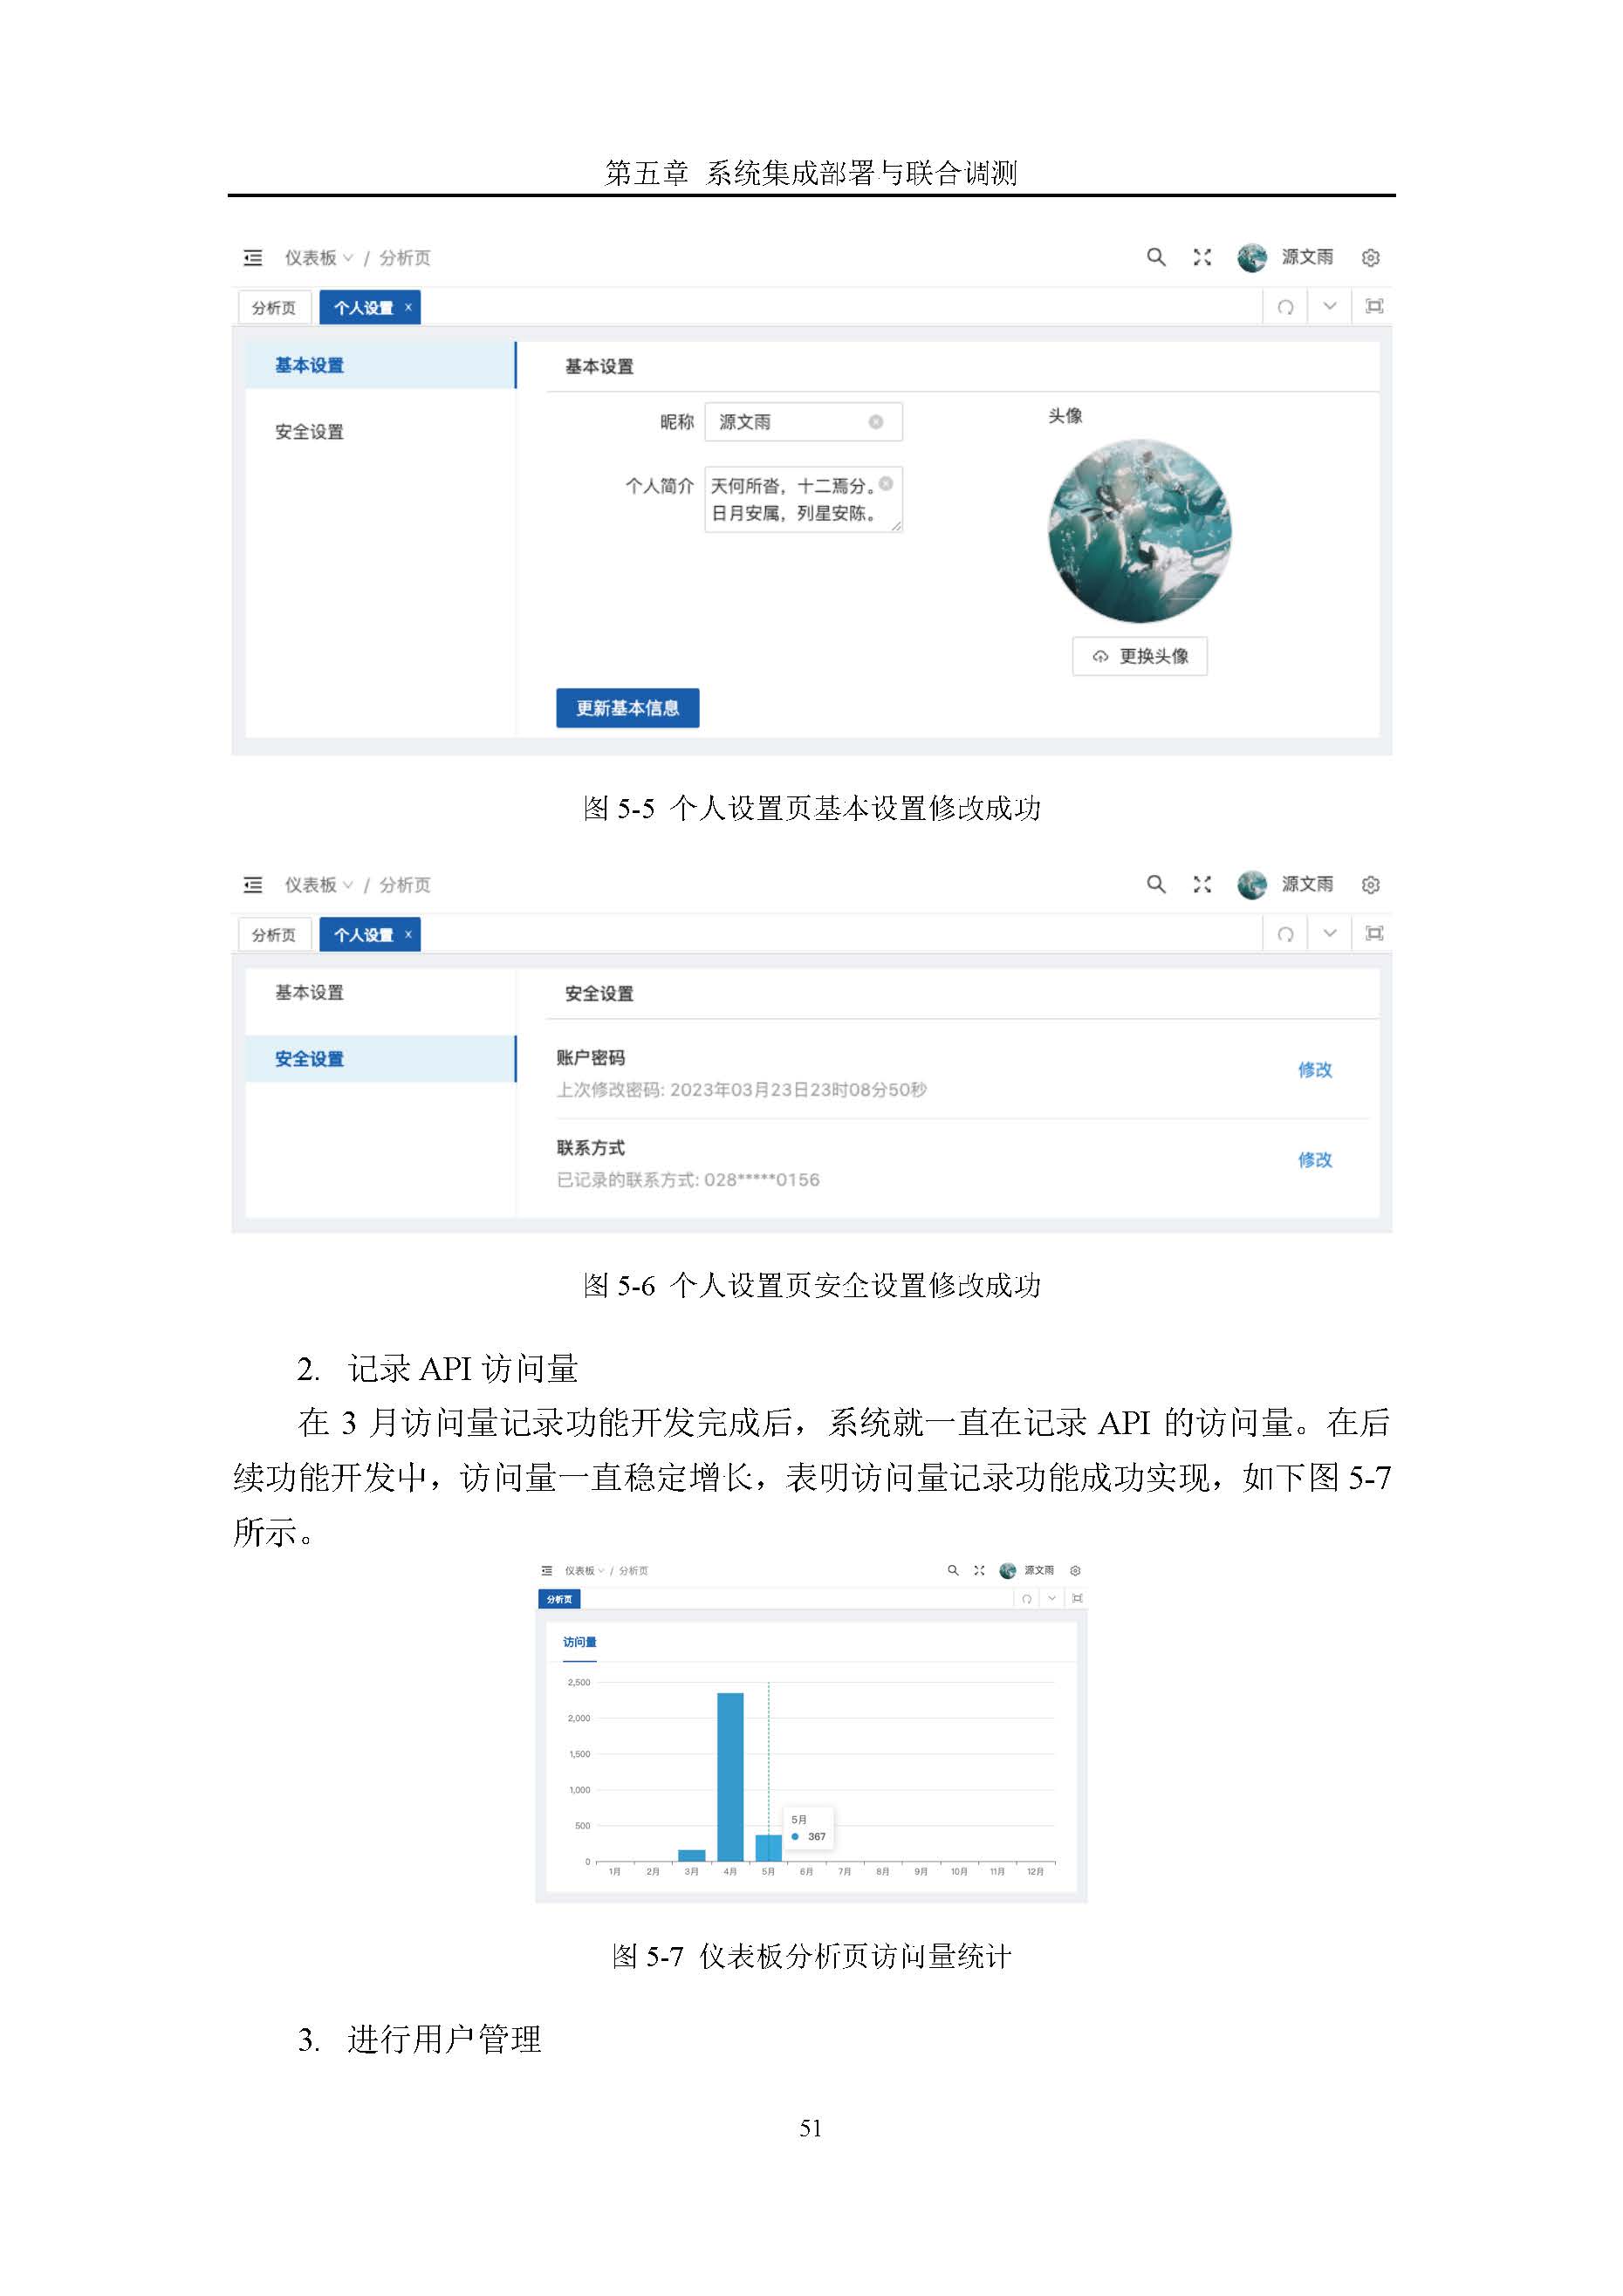 第五章 系统集成部署与联合调测
仪表板 / 分析页 源文雨
分析页 个人设置 x
基本设置 基本设置
安全设置
昵称 源文雨 头像
个人简介 天何所沓，十二焉分。
日月安属，列星安陈。
更换头像
更新基本信息
图 5-5 个人设置页基本设置修改成功
仪表板 / 分析页 源文雨
分析页 个人设置 x
基本设置 安全设置
安全设置 账户密码 修改
上次修改密码: 2023年03月23日23时08分50秒
联系方式 修改
已记录的联系方式: 028*****0156
图 5-6 个人设置页安全设置修改成功
2. 记录 API 访问量
在 3 月访问量记录功能开发完成后，系统就一直在记录 API 的访问量。在后
续功能开发中，访问量一直稳定增长，表明访问量记录功能成功实现，如下图 5-7
所示。
仪表板 / 分析页 源文雨
分析页
访问量
2,500
2,000
1,500
1,000
500
0
5月
367
1月 2月 3月 4月 5月 6月 7月 8月 9月 10月 11月 12月
图 5-7 仪表板分析页访问量统计
3. 进行用户管理
51